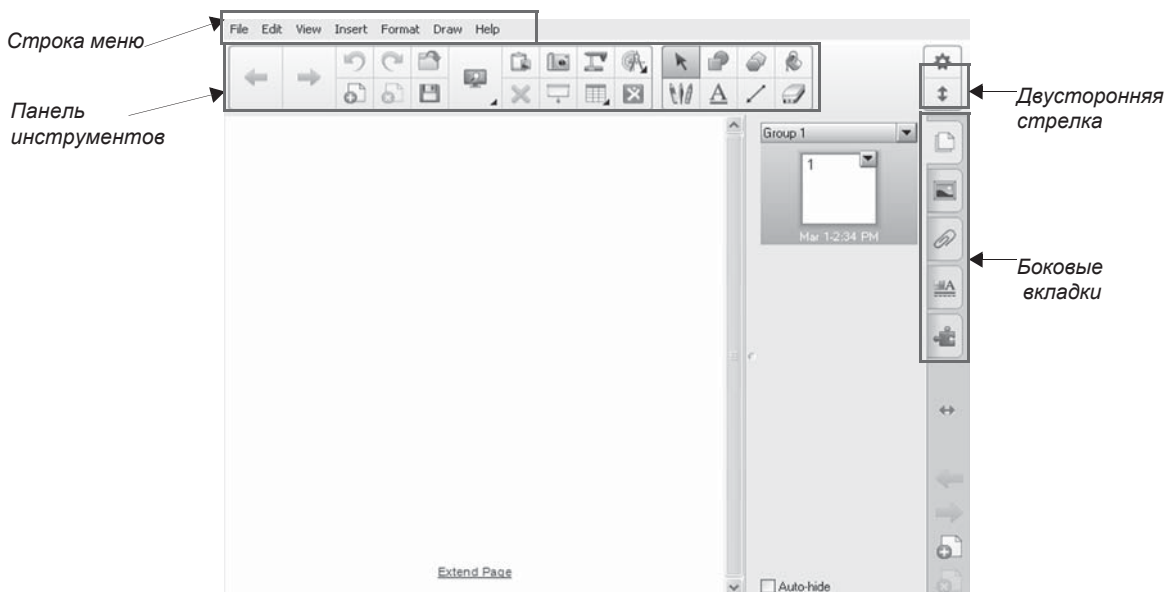 File Edit View Insert Format Draw Help
Строка меню
Панель
инструментов
Двусторонняя
стрелка
Group 1
1
Mar 1-2:34 PM
Боковые
вкладки
Extend Page
Auto-hide